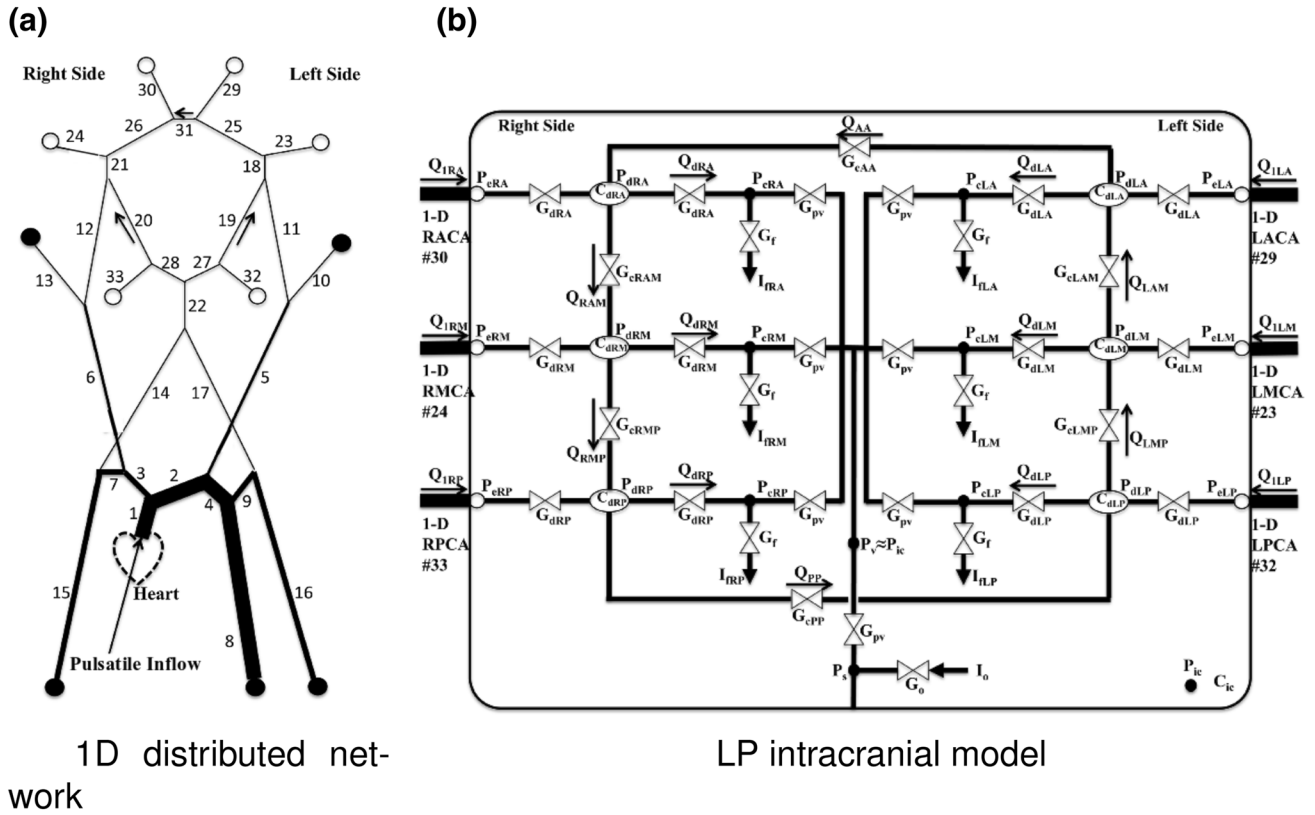 (a)
(b)
Right Side
Left Side
30
29
31
26
25
24
23
21
18
12
20
19
11
13
33
28
27
32
10
22
6
5
14
17
3
2
7
1
4
9
15
Heart
16
8
Pulsatile Inflow
Right Side
Left Side
Q_AA
G_cAA
Q_1RA P_eRA P_dRA Q_dRA P_cRA P_cLA Q_dLA P_dLA P_eLA Q_1LA
C_dRA C_dLA
G_dRA G_dRA G_pv G_pv G_dLA G_dLA
1-D
RACA
#30
1-D
LACA
#29
G_f G_f
G_cRAM G_cLAM
I_fRA I_fLA
Q_RAM Q_LAM
Q_1RM P_eRM P_dRM Q_dRM P_cRM P_cLM Q_dLM P_dLM P_eLM Q_1LM
C_dRM C_dLM
G_dRM G_dRM G_pv G_pv G_dLM G_dLM
1-D
RMCA
#24
1-D
LMCA
#23
G_f G_f
G_cRMP G_cLMP
I_fRM I_fLM
Q_RMP Q_LMP
Q_1RP P_eRP P_dRP Q_dRP P_cRP P_cLP Q_dLP P_dLP P_eLP Q_1LP
C_dRP C_dLP
G_dRP G_dRP G_pv G_pv G_dLP G_dLP
1-D
RPCA
#33
1-D
LPCA
#32
G_f G_f
P_v≈P_ic
I_fRP I_fLP
Q_PP
G_cPP
G_pv
P_s
G_o
I_o
P_ic
C_ic
1D distributed net-
work
LP intracranial model